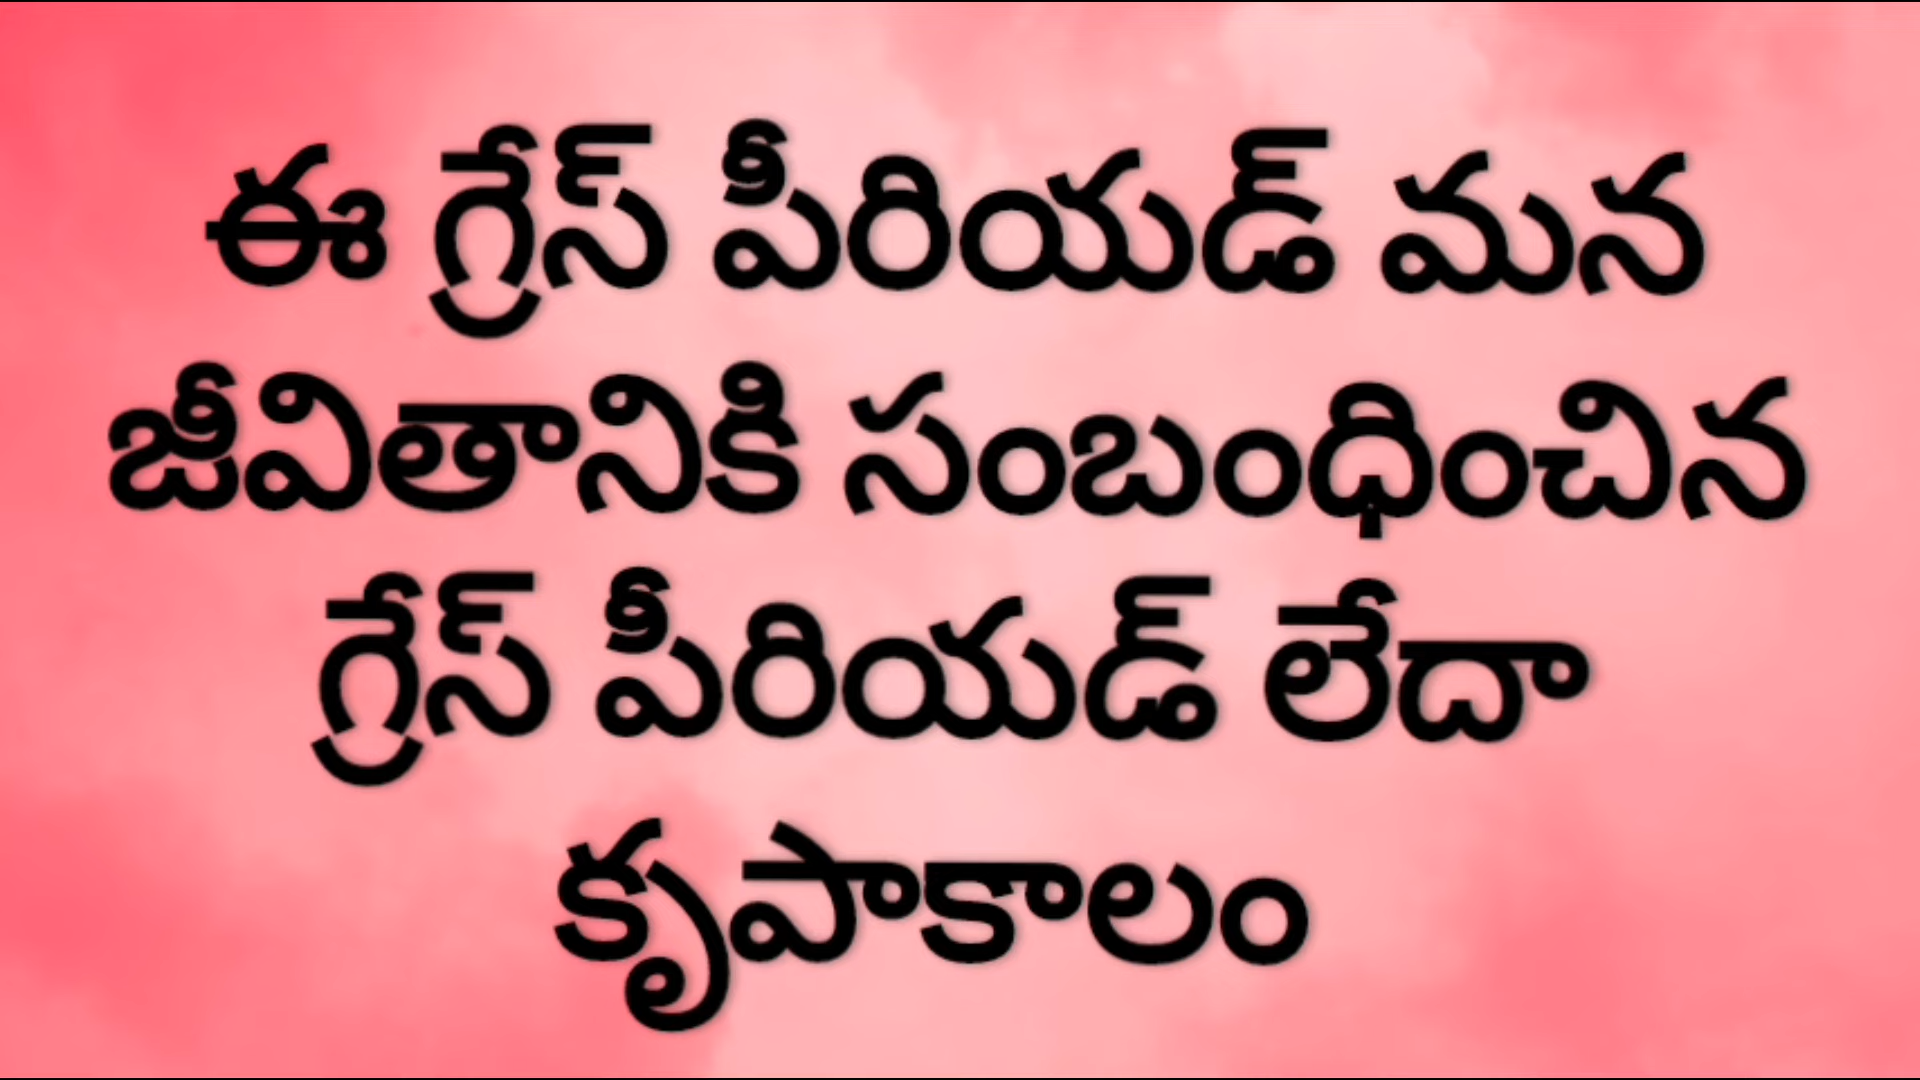 ఈ గ్రేస్ పీరియడ్ మన
జీవితానికి సంబంధించిన
గ్రేస్ పీరియడ్ లేదా
కృపాకాలం